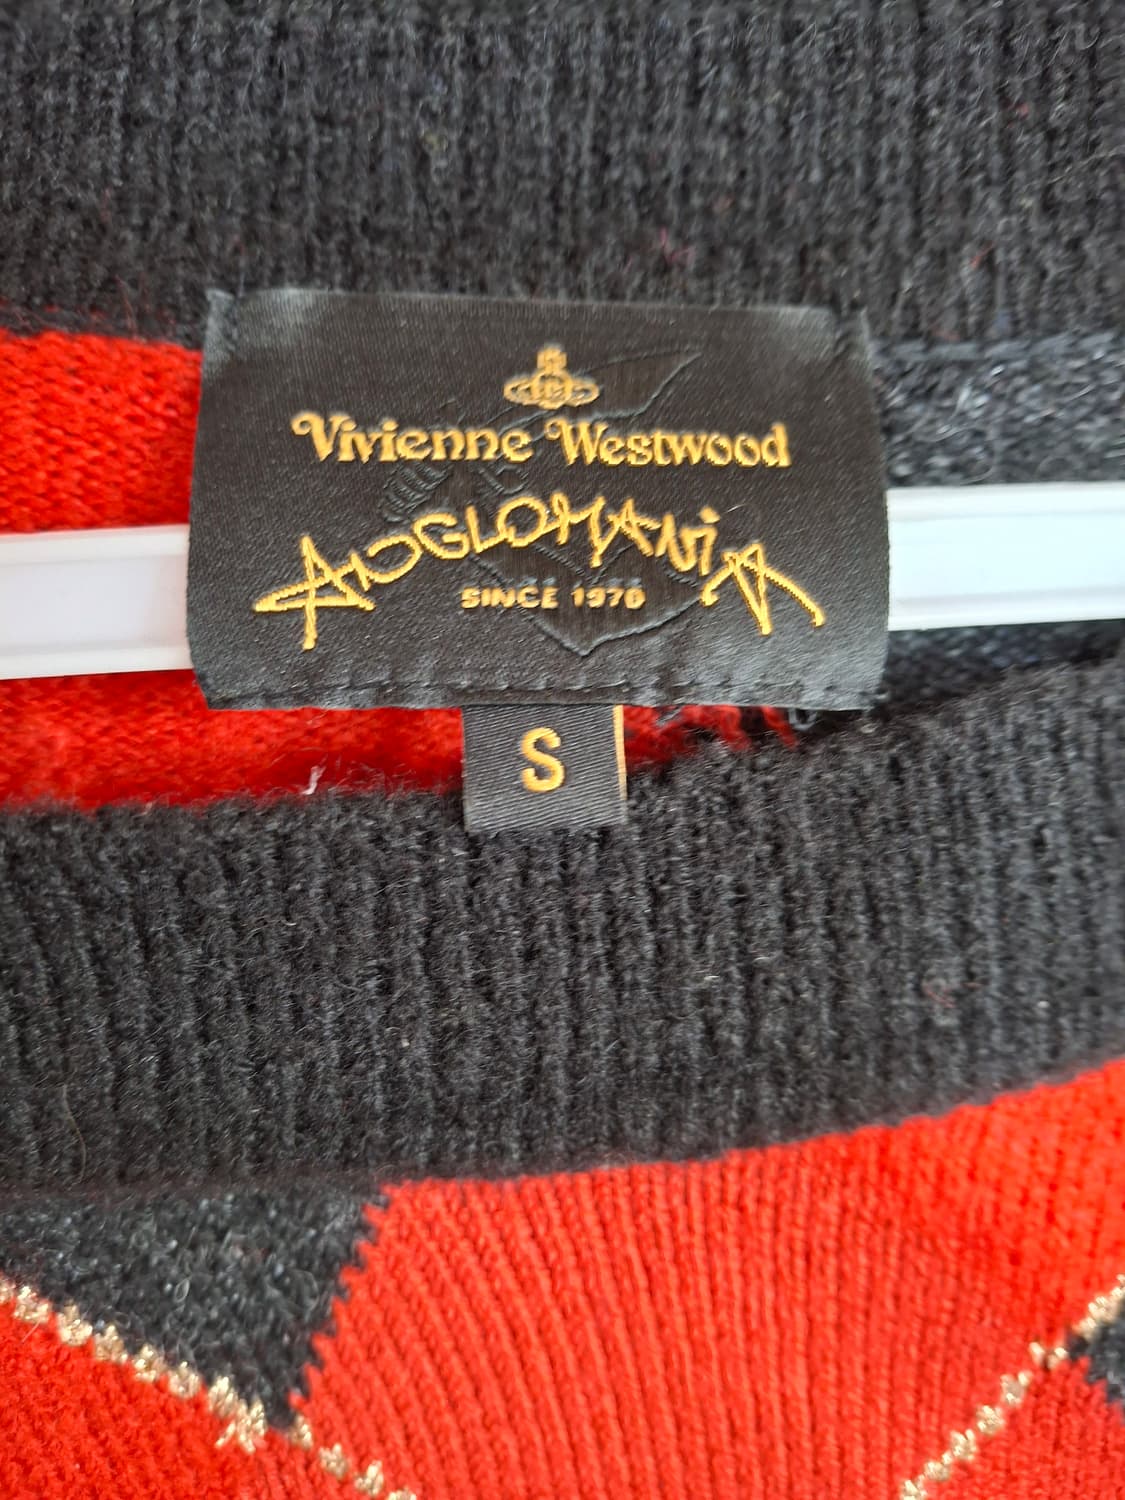 Vivienne Westwood
ANGLOMANIA
SINCE 1970
S